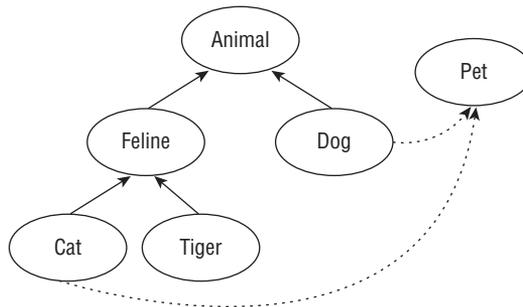 Animal
Pet
Feline
Dog
Cat
Tiger